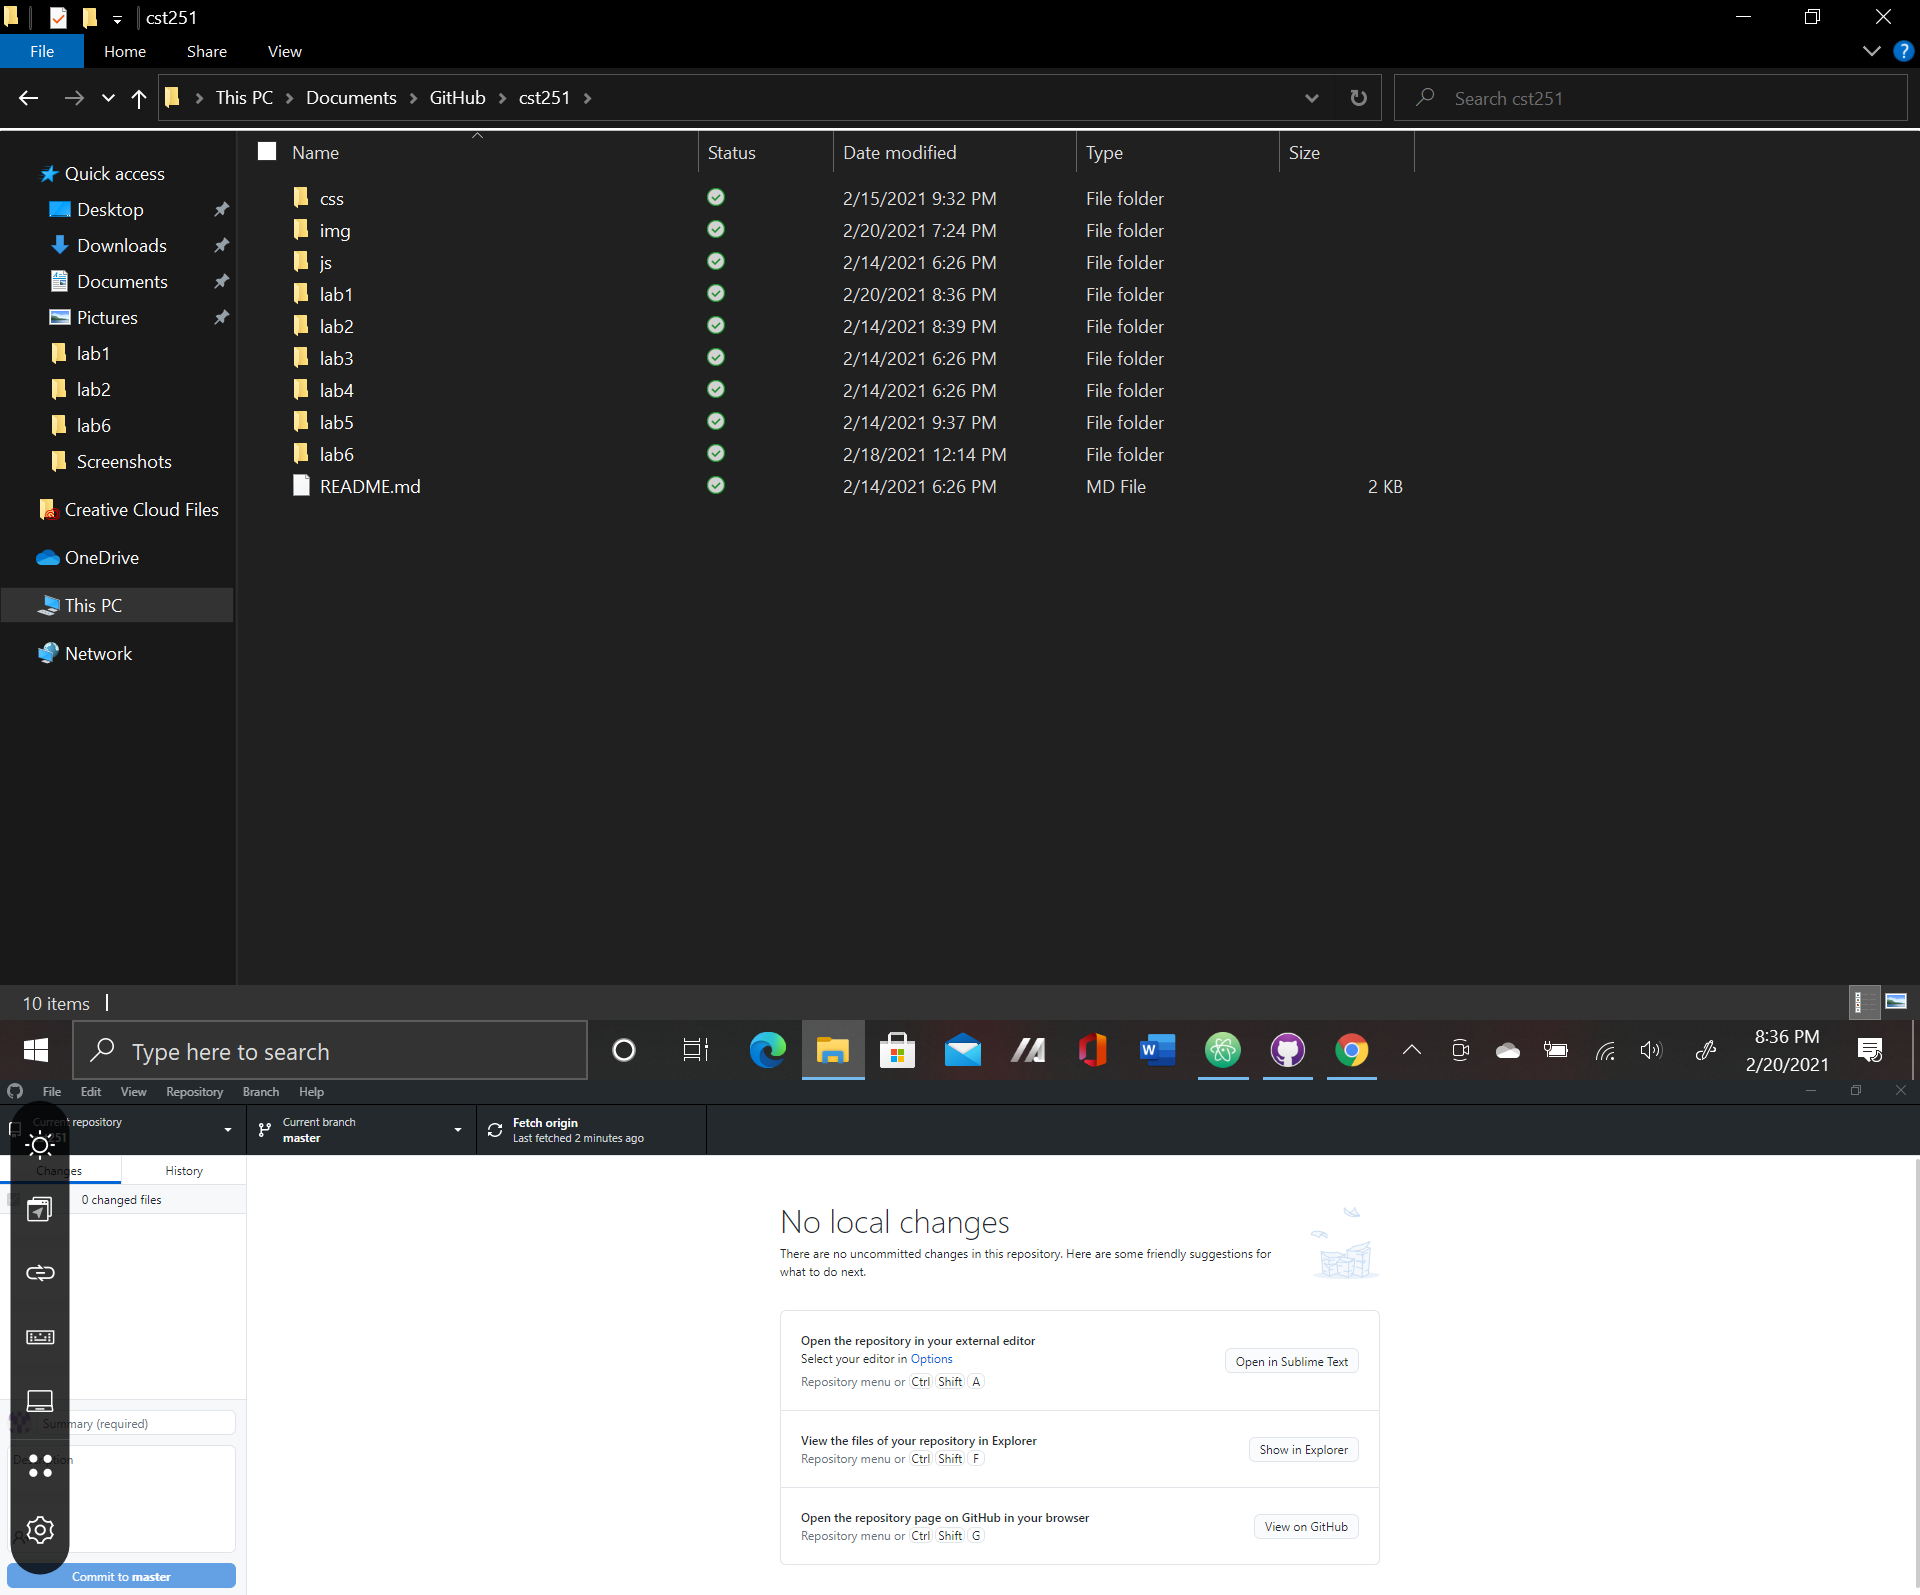 cst251
File Home Share View
This PC Documents GitHub cst251
Search cst251
Name Status Date modified Type Size
Quick access
Desktop
Downloads
Documents
Pictures
lab1
lab2
lab6
Screenshots
Creative Cloud Files
OneDrive
This PC
Network
css 2/15/2021 9:32 PM File folder
img 2/20/2021 7:24 PM File folder
js 2/14/2021 6:26 PM File folder
lab1 2/20/2021 8:36 PM File folder
lab2 2/14/2021 8:39 PM File folder
lab3 2/14/2021 6:26 PM File folder
lab4 2/14/2021 6:26 PM File folder
lab5 2/14/2021 9:37 PM File folder
lab6 2/18/2021 12:14 PM File folder
README.md 2/14/2021 6:26 PM MD File 2 KB
10 items
Type here to search
8:36 PM
2/20/2021
File Edit View Repository Branch Help
Current repository
Current branch
master
Fetch origin
Last fetched 2 minutes ago
Changes History
0 changed files
No local changes
There are no uncommitted changes in this repository. Here are some friendly suggestions for
what to do next.
Open the repository in your external editor
Select your editor in Options
Repository menu or Ctrl Shift A
Open in Sublime Text
View the files of your repository in Explorer
Repository menu or Ctrl Shift F
Show in Explorer
Open the repository page on GitHub in your browser
Repository menu or Ctrl Shift G
View on GitHub
Summary (required)
Commit to master